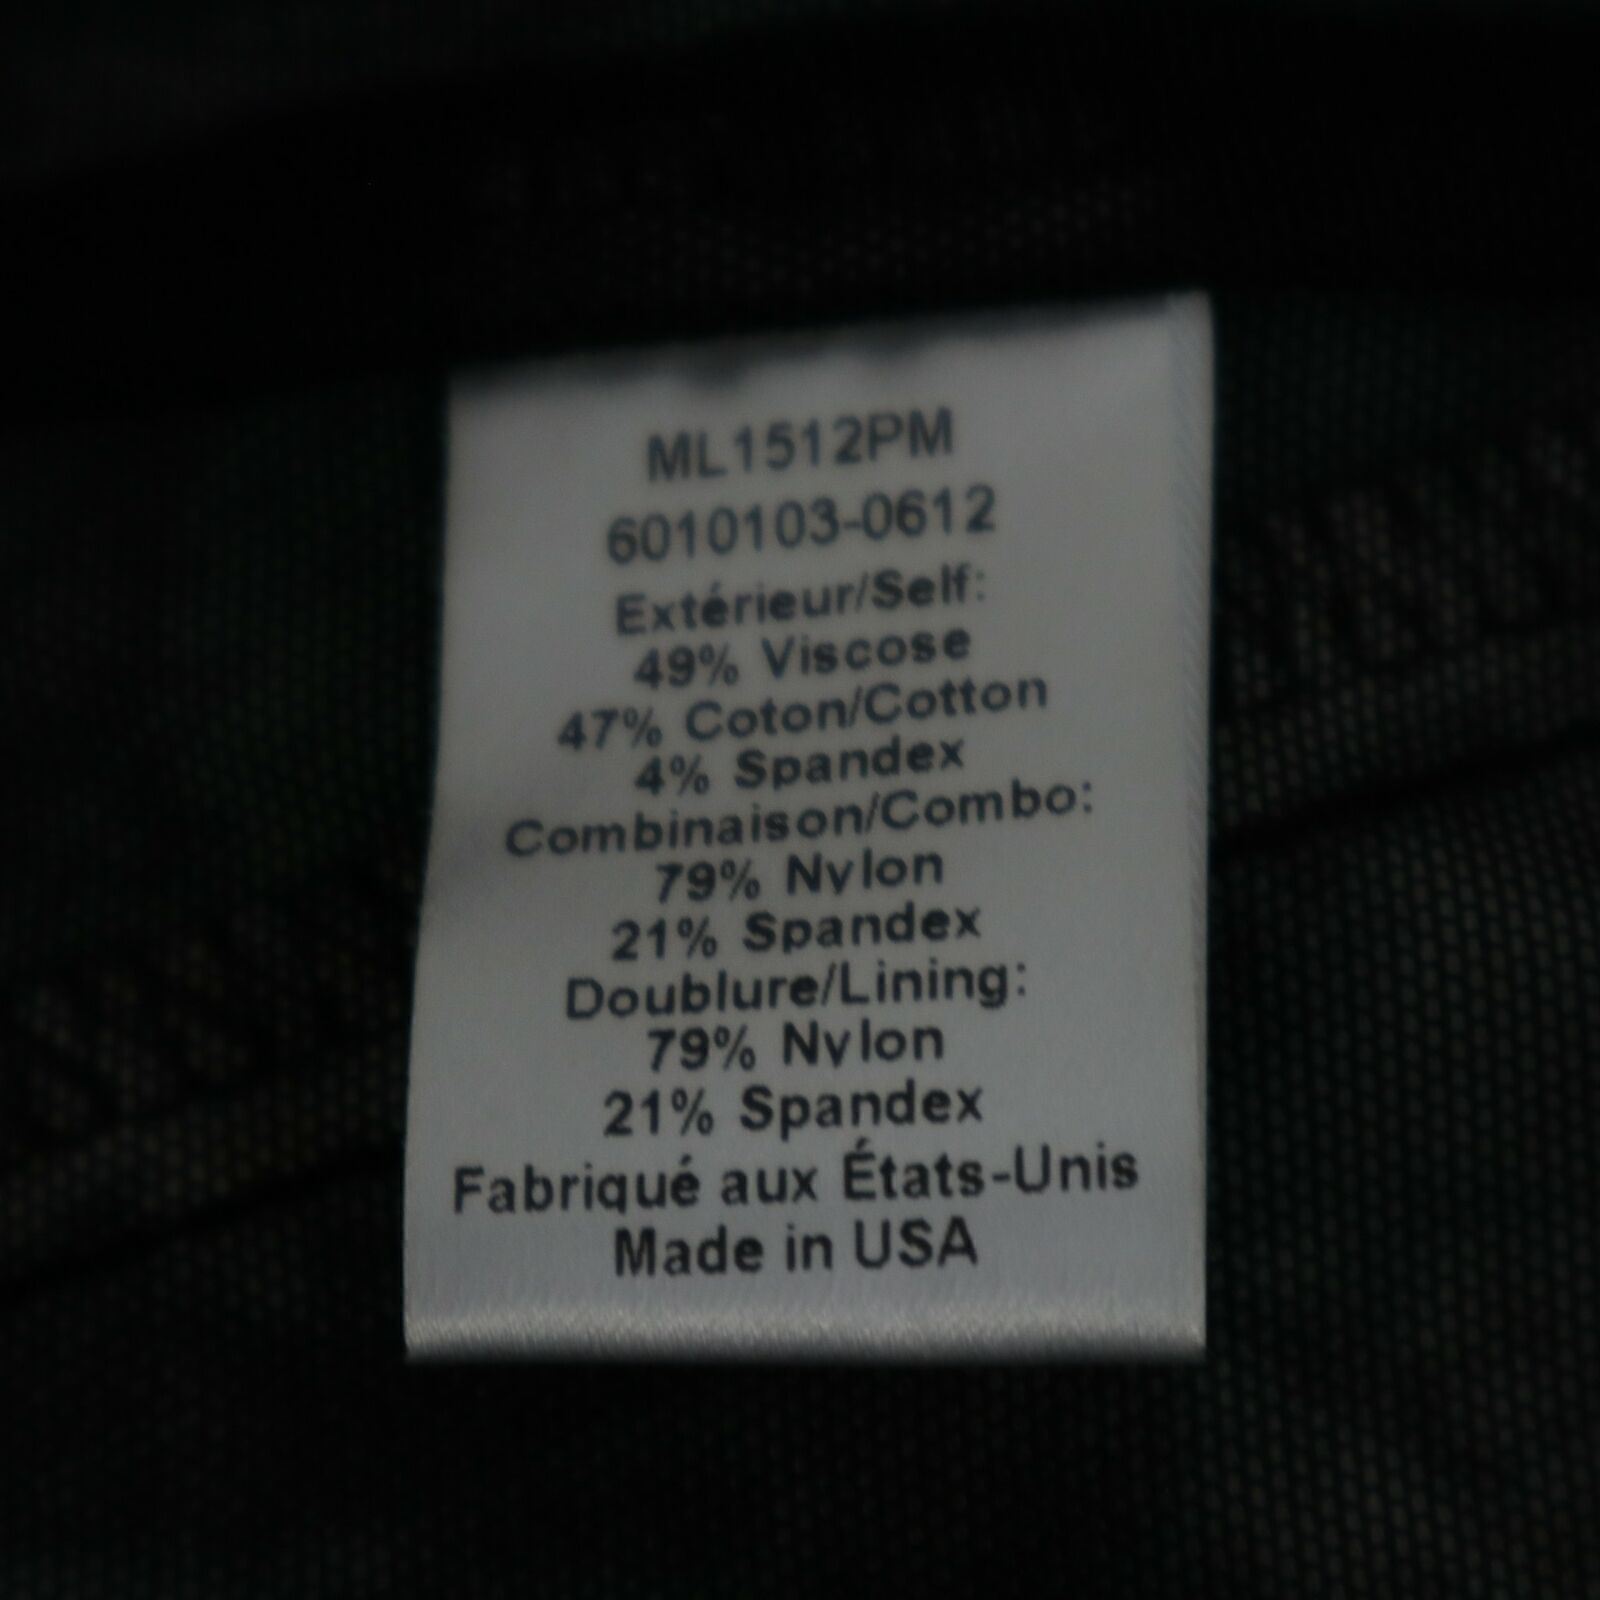 ML1512PM
6010103-0612
Extérieur/Self:
49% Viscose
47% Coton/Cotton
4% Spandex
Combinaison/Combo:
79% Nylon
21% Spandex
Doublure/Lining:
79% Nylon
21% Spandex
Fabriqué aux États-Unis
Made in USA